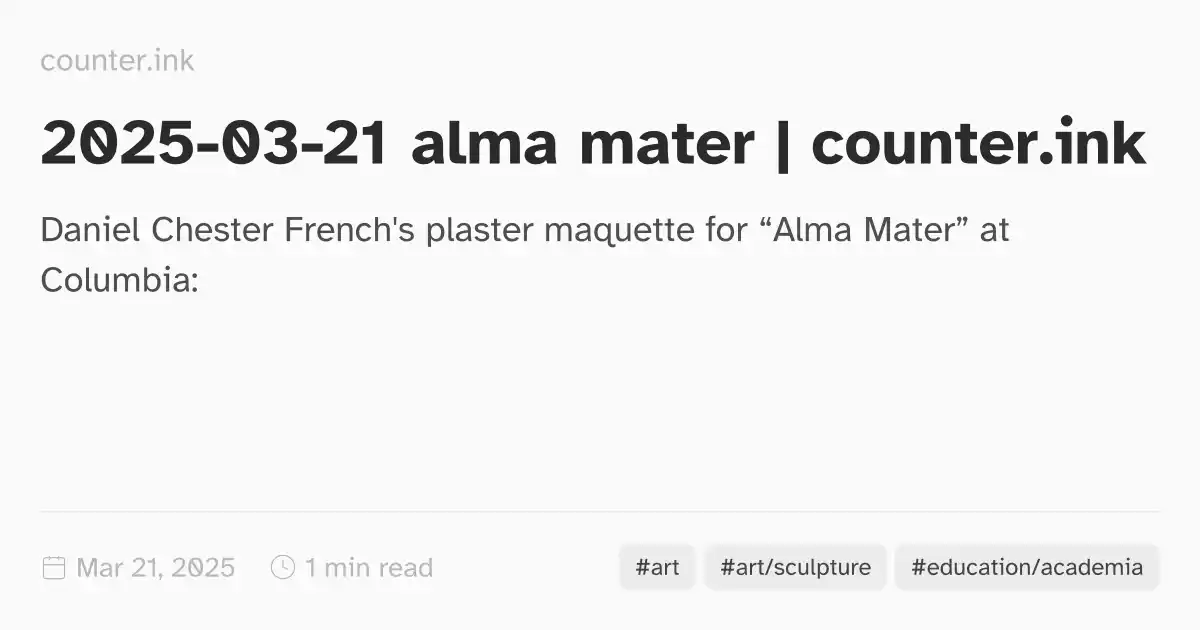 counter.ink
2025-03-21 alma mater | counter.ink
Daniel Chester French's plaster maquette for “Alma Mater” at
Columbia:
Mar 21, 2025 1 min read #art #art/sculpture #education/academia